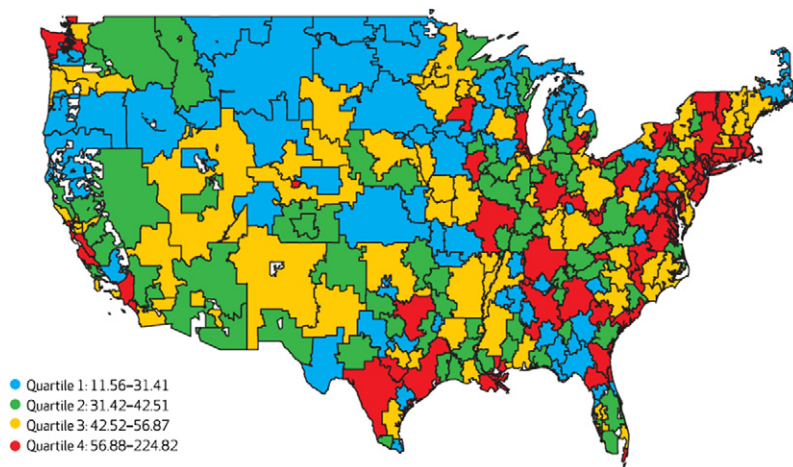 Quartile 1: 11.56–31.41
Quartile 2: 31.42–42.51
Quartile 3: 42.52–56.87
Quartile 4: 56.88–224.82